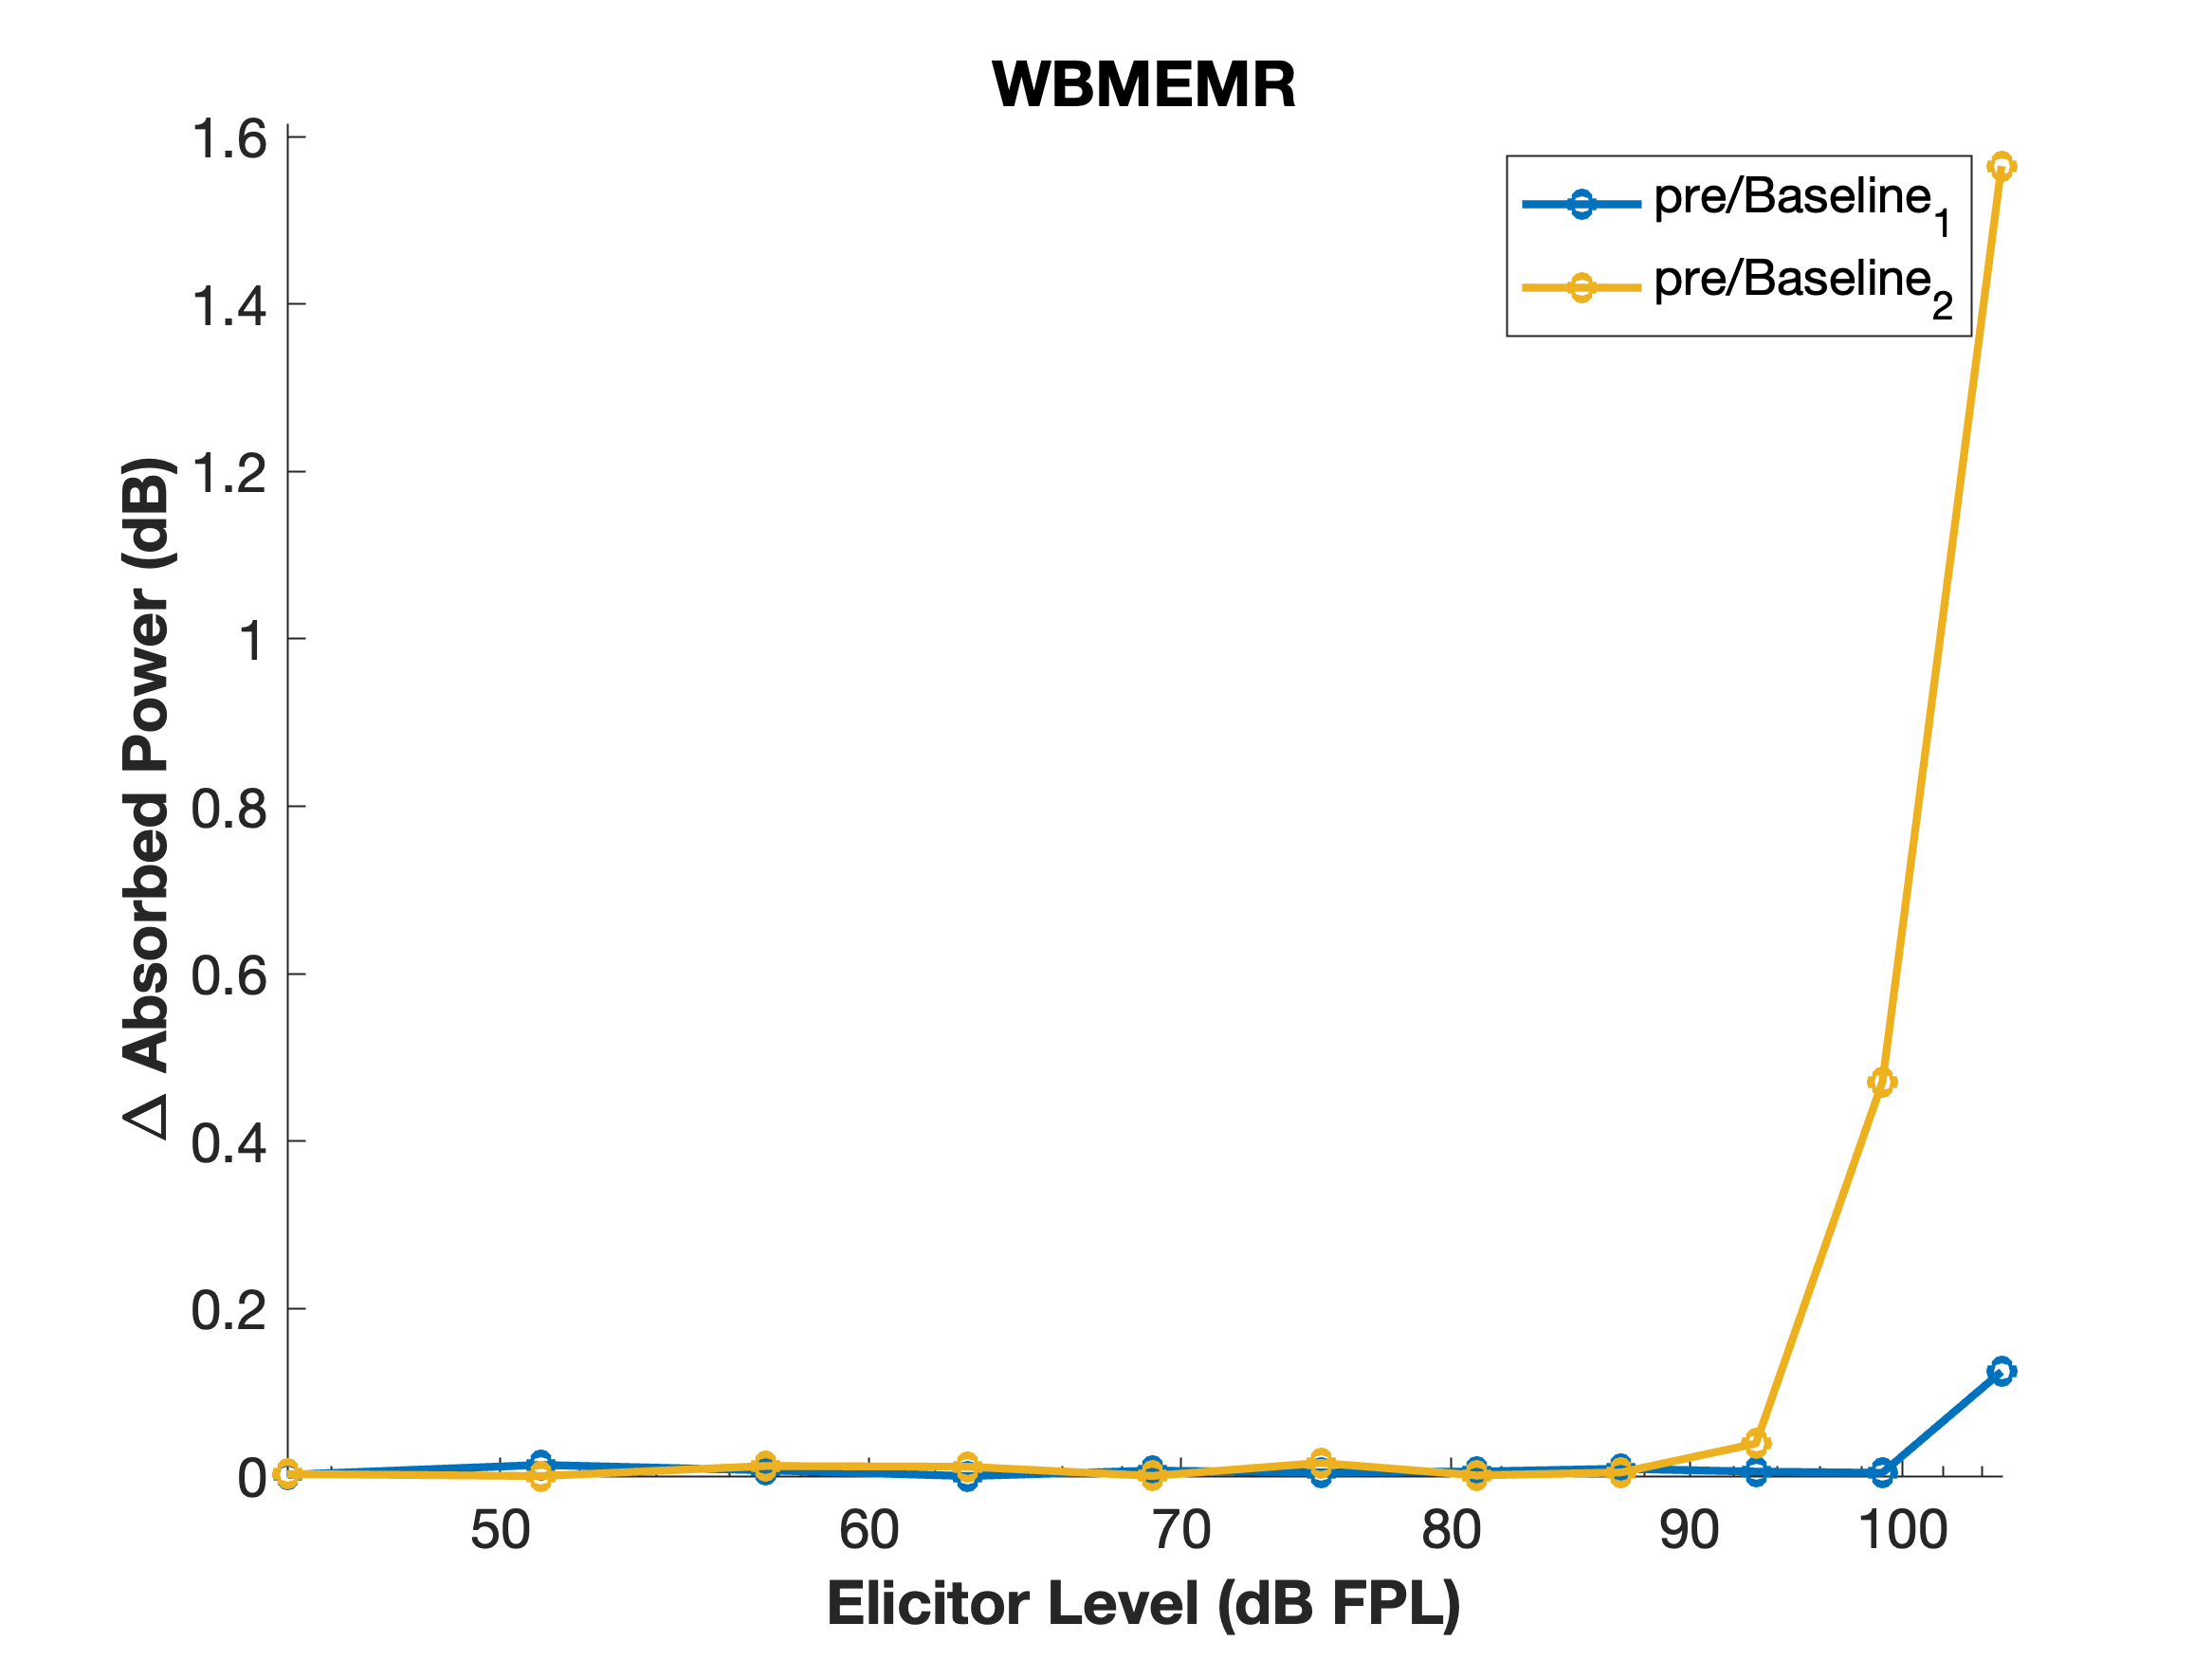 WBMEMR
1.6
1.4
1.2
1
0.8
0.6
0.4
0.2
0
Δ Absorbed Power (dB)
pre/Baseline₁
pre/Baseline₂
50 60 70 80 90 100
Elicitor Level (dB FPL)